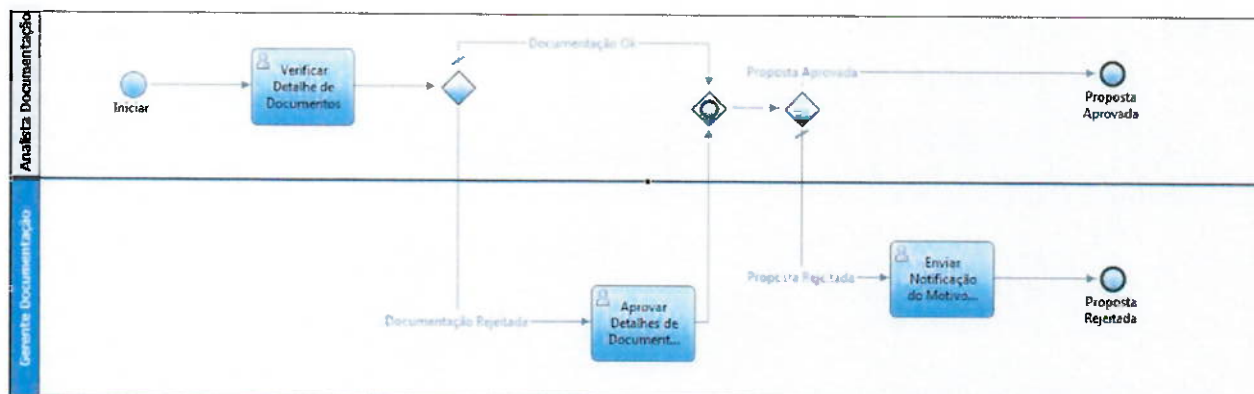 Analista Documentação
Iniciar
Verificar
Detalhe de
Documentos
Documentação Ok
Proposta Aprovada
Proposta
Aprovada
Gerente Documentação
Documentação Rejeitada
Aprovar
Detalhes de
Document...
Proposta Rejeitada
Enviar
Notificação
do Motivo...
Proposta
Rejeitada